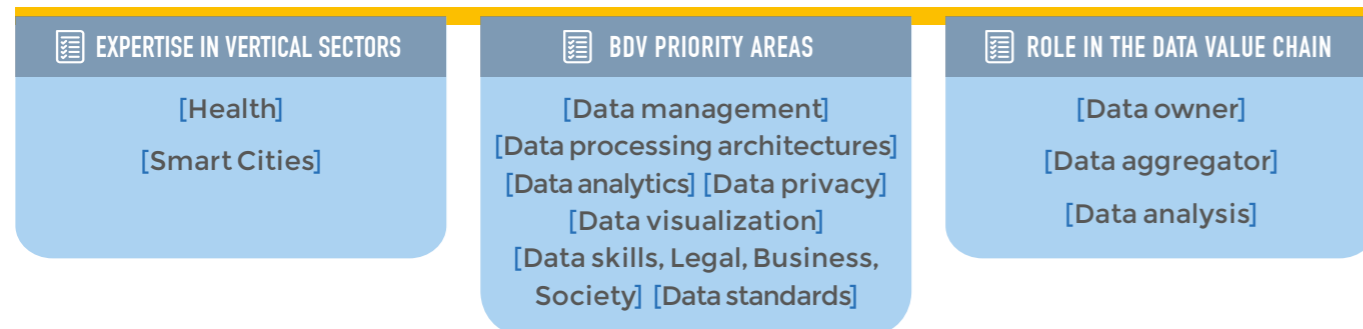 EXPERTISE IN VERTICAL SECTORS
[Health]
[Smart Cities]
BDV PRIORITY AREAS
[Data management]
[Data processing architectures]
[Data analytics] [Data privacy]
[Data visualization]
[Data skills, Legal, Business,
Society] [Data standards]
ROLE IN THE DATA VALUE CHAIN
[Data owner]
[Data aggregator]
[Data analysis]